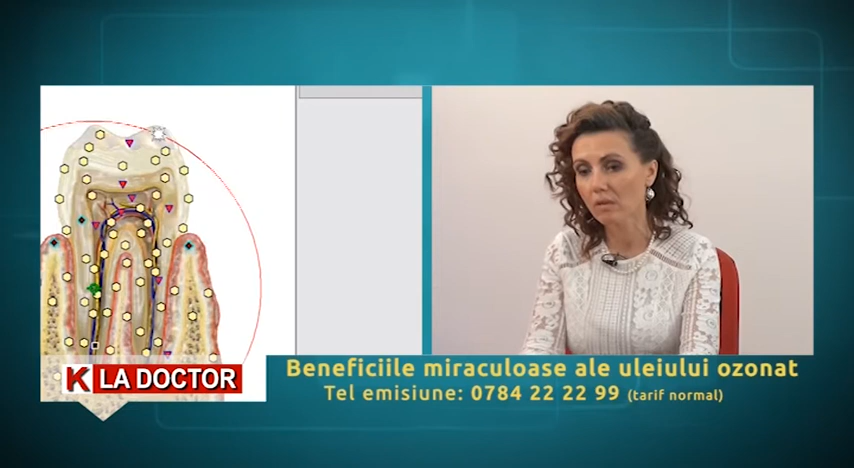 K LA DOCTOR
Beneficiile miraculoase ale uleiului ozonat
Tel emisiune: 0784 22 22 99 (tarif normal)